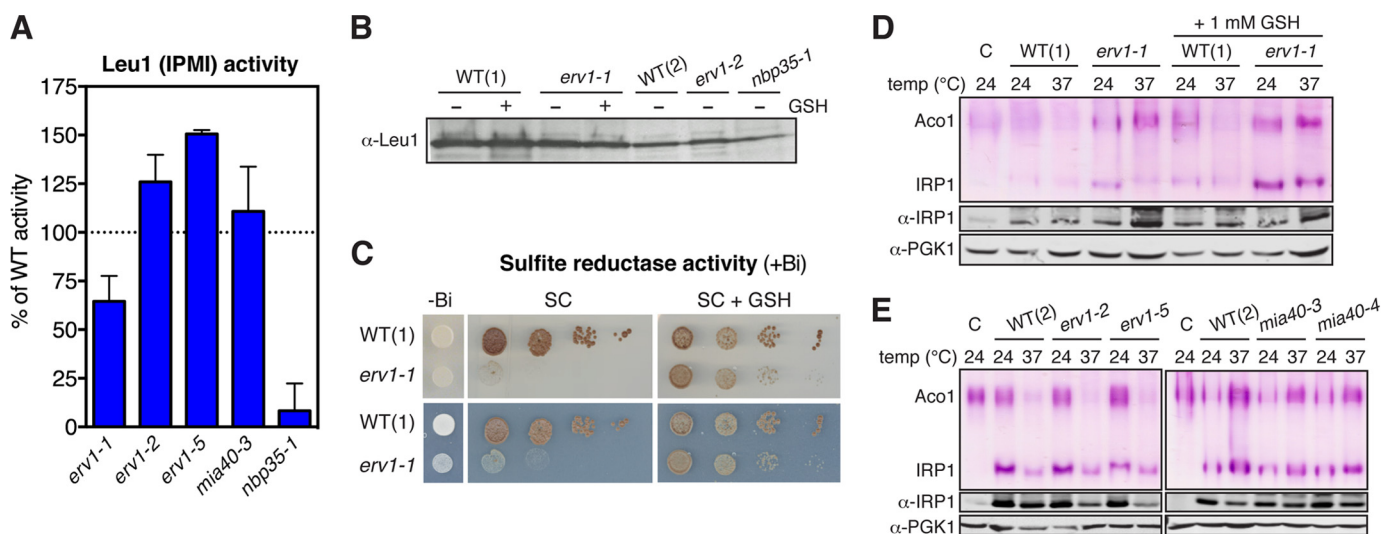 A
Leu1 (IPMI) activity
% of WT activity
175
150
125
100
75
50
25
0
erv1-1
erv1-2
erv1-5
mia40-3
nbp35-1
B
WT(1) erv1-1 WT(2) erv1-2 nbp35-1
– + – + – – – GSH
α-Leu1
C
Sulfite reductase activity (+Bi)
-Bi SC SC + GSH
WT(1)
erv1-1
WT(1)
erv1-1
D
+ 1 mM GSH
C WT(1) erv1-1 WT(1) erv1-1
temp (°C) 24 24 37 24 37 24 37 24 37
Aco1
IRP1
α-IRP1
α-PGK1
E
C WT(2) erv1-2 erv1-5 C WT(2) mia40-3 mia40-4
temp (°C) 24 24 37 24 37 24 37 24 24 37 24 37 24 37
Aco1
IRP1
α-IRP1
α-PGK1